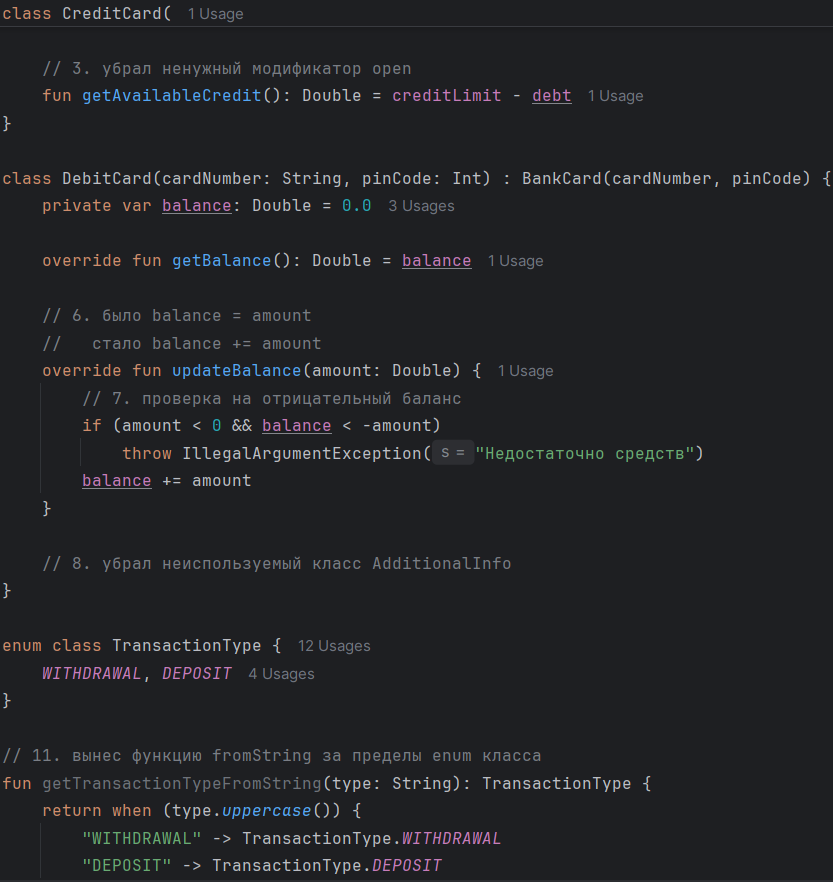 class CreditCard( 1 Usage
// 3. убрал ненужный модификатор open
fun getAvailableCredit(): Double = creditLimit - debt 1 Usage
}
class DebitCard(cardNumber: String, pinCode: Int) : BankCard(cardNumber, pinCode) {
private var balance: Double = 0.0 3 Usages
override fun getBalance(): Double = balance 1 Usage
// 6. было balance = amount
//   стало balance += amount
override fun updateBalance(amount: Double) { 1 Usage
// 7. проверка на отрицательный баланс
if (amount < 0 && balance < -amount)
throw IllegalArgumentException( s = "Недостаточно средств")
balance += amount
}
// 8. убрал неиспользуемый класс AdditionalInfo
}
enum class TransactionType { 12 Usages
WITHDRAWAL, DEPOSIT 4 Usages
}
// 11. вынес функцию fromString за пределы enum класса
fun getTransactionTypeFromString(type: String): TransactionType {
return when (type.uppercase()) {
"WITHDRAWAL" -> TransactionType.WITHDRAWAL
"DEPOSIT" -> TransactionType.DEPOSIT